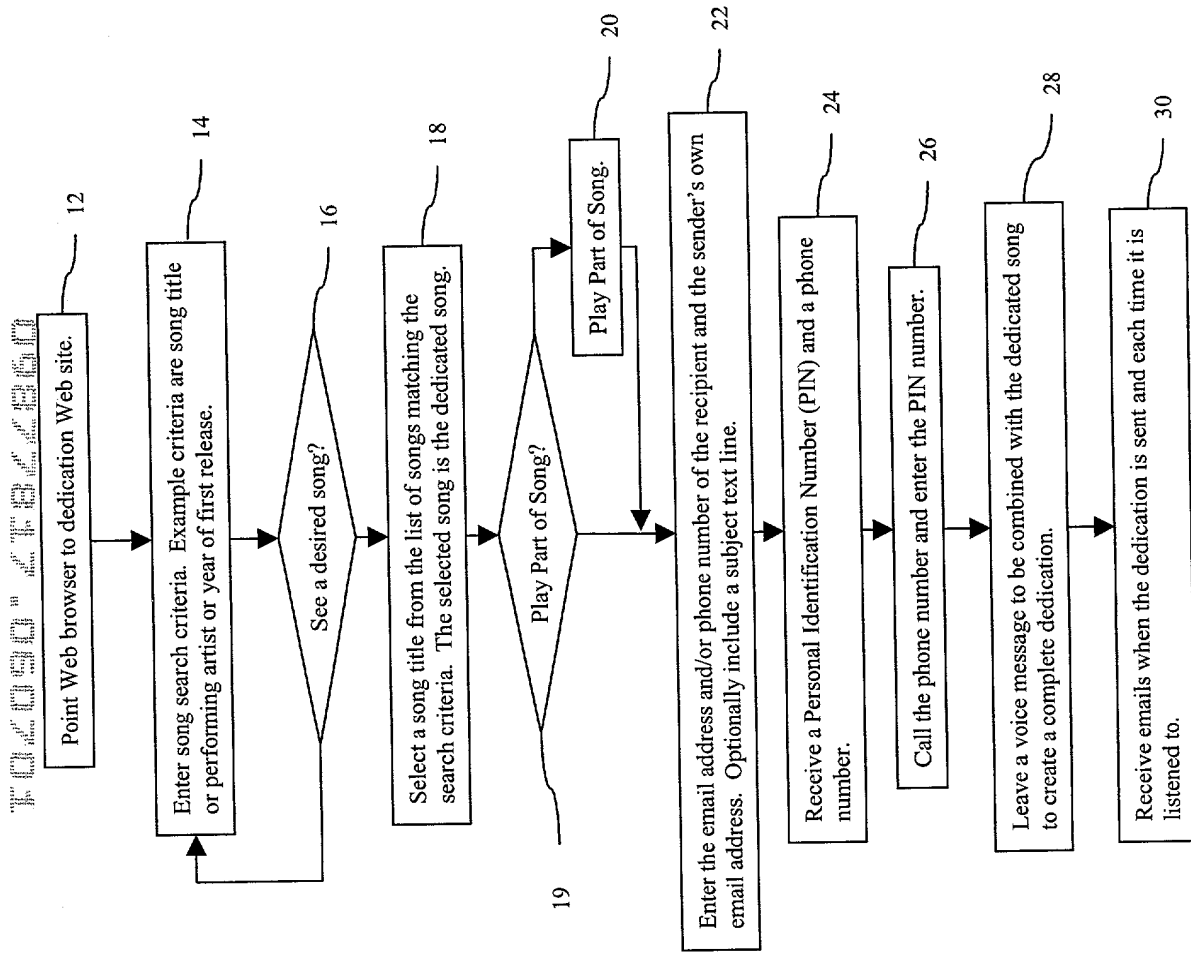 Point Web browser to dedication Web site.
12
Enter song search criteria. Example criteria are song title
or performing artist or year of first release.
14
See a desired song?
16
Select a song title from the list of songs matching the
search criteria. The selected song is the dedicated song.
18
Play Part of Song?
19
Play Part of Song.
20
Enter the email address and/or phone number of the recipient and the sender's own
email address. Optionally include a subject text line.
22
Receive a Personal Identification Number (PIN) and a phone
number.
24
Call the phone number and enter the PIN number.
26
Leave a voice message to be combined with the dedicated song
to create a complete dedication.
28
Receive emails when the dedication is sent and each time it is
listened to.
30